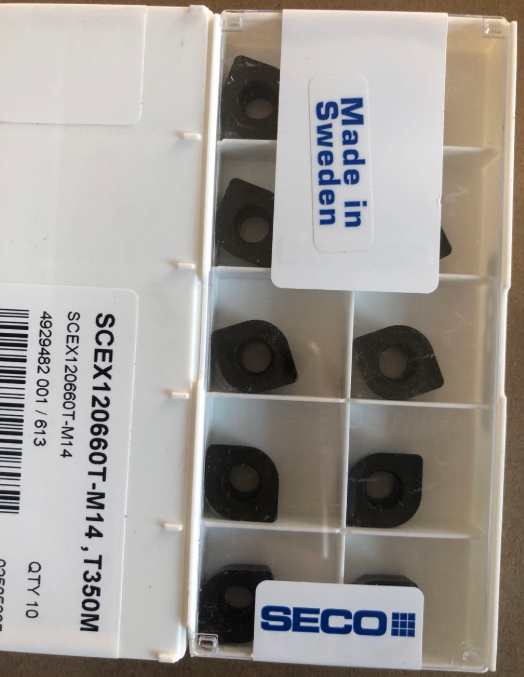 Made in
Sweden
SCEX120660T-M14 , T350M
SCEX120660T-M14
4929482 001 / 613
QTY 10
SECO